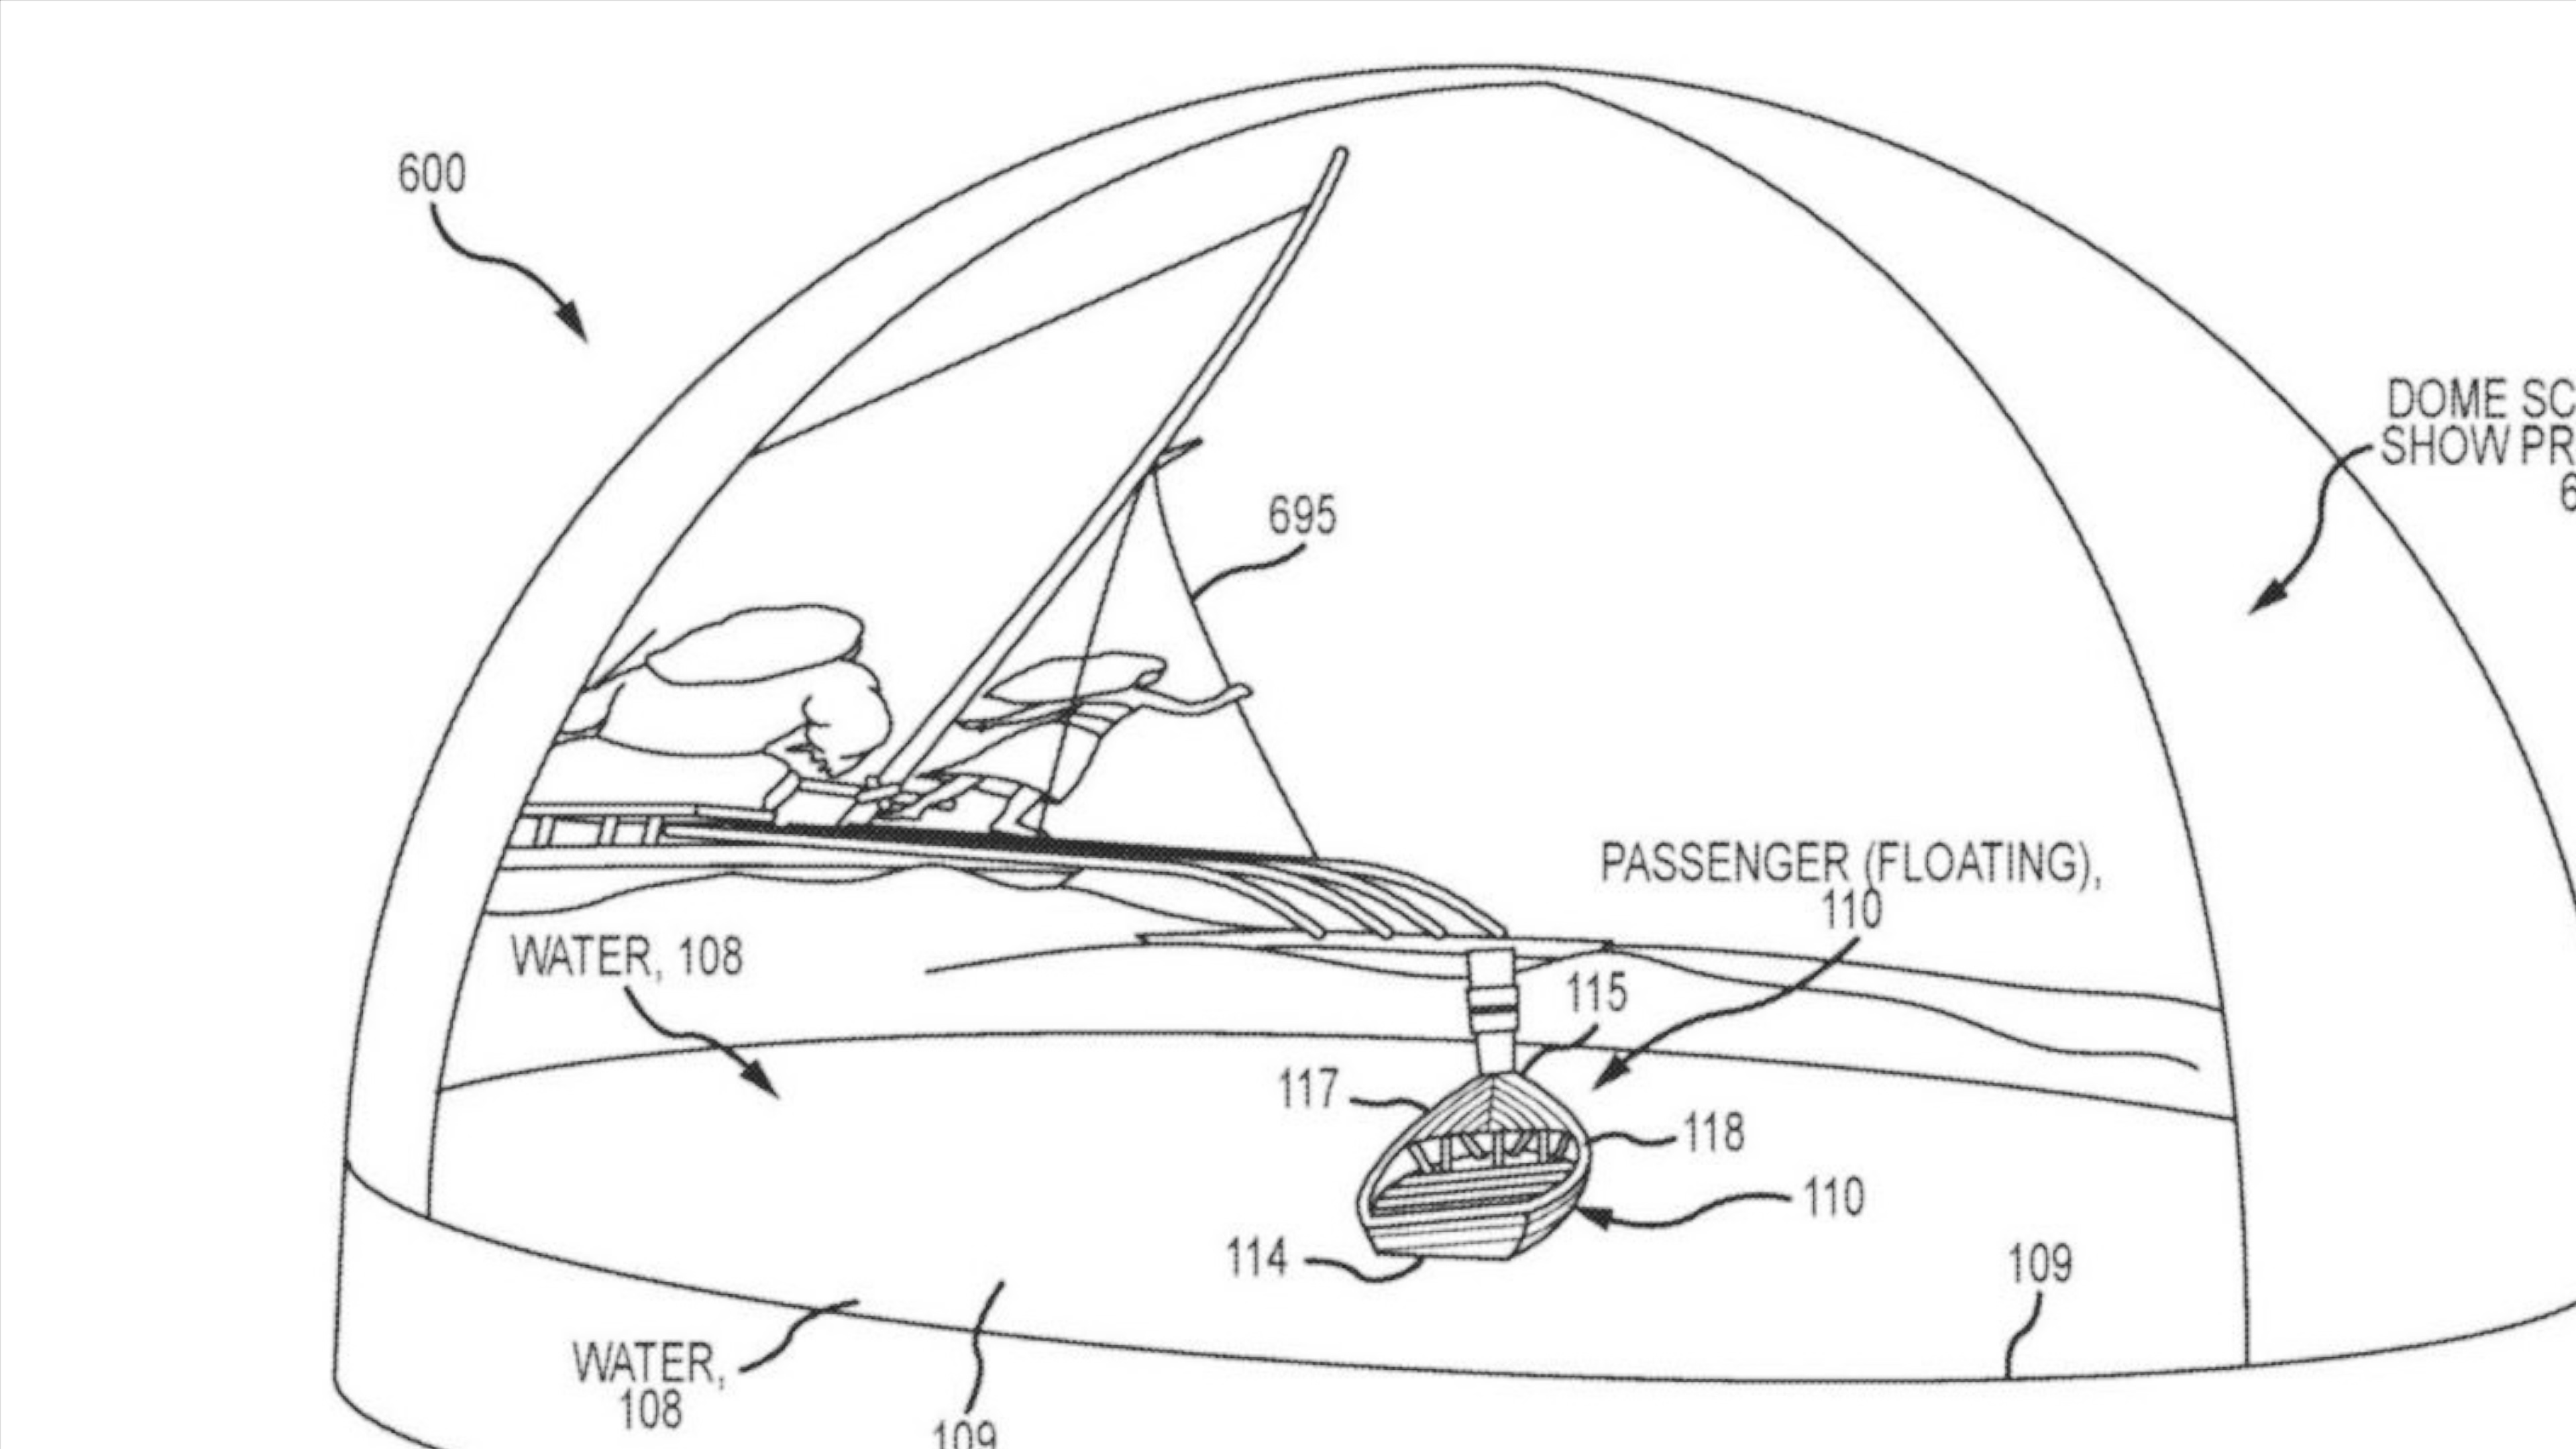 600
DOME SC
SHOW PR
6
695
PASSENGER (FLOATING),
110
WATER, 108
115
117
118
110
114
109
WATER,
108
109